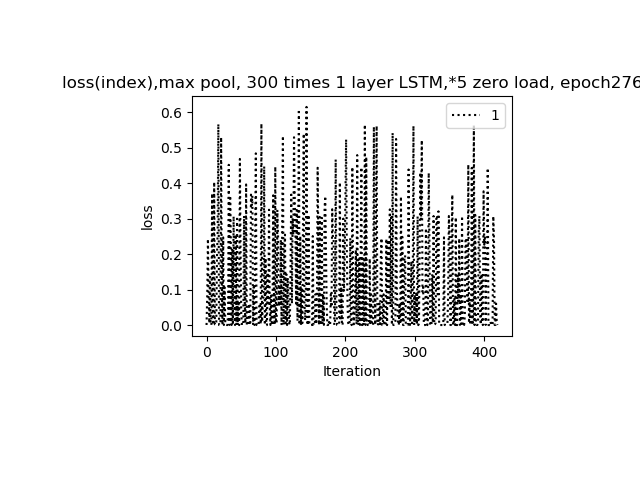 loss(index),max pool, 300 times 1 layer LSTM,*5 zero load, epoch276
1
0.6
0.5
0.4
0.3
0.2
0.1
0.0
loss
0 100 200 300 400
Iteration